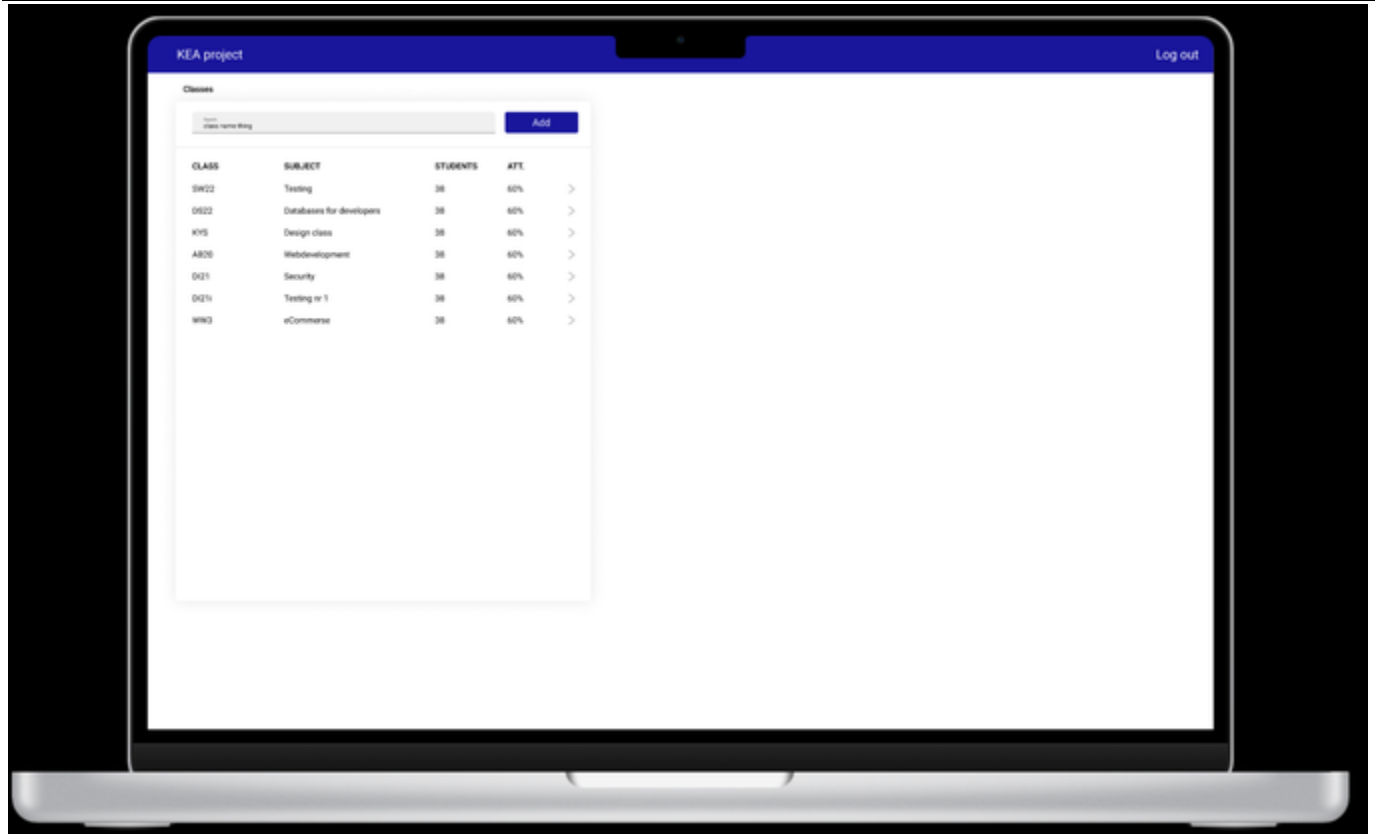 KEA project Log out
Classes
class name thing Add
CLASS SUBJECT STUDENTS ATT.
SW22 Testing 38 60%
DS22 Databases for developers 38 60%
KY5 Design class 38 60%
AB20 Webdevelopment 38 60%
DI21 Security 38 60%
DI21i Testing nr 1 38 60%
MW3 eCommerse 38 60%